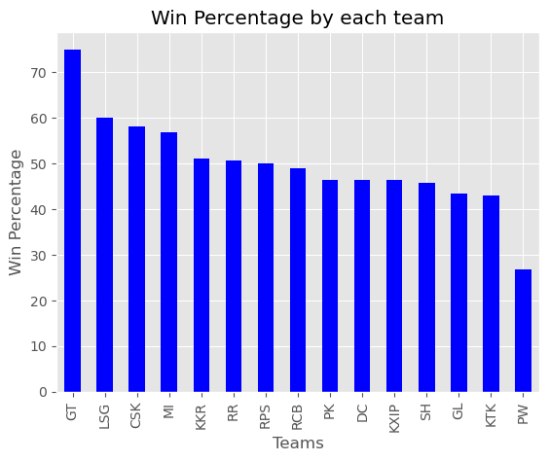 Win Percentage by each team
Win Percentage
70
60
50
40
30
20
10
0
GT LSG CSK MI KKR RR RPS RCB PK DC KXIP SH GL KTK PW
Teams